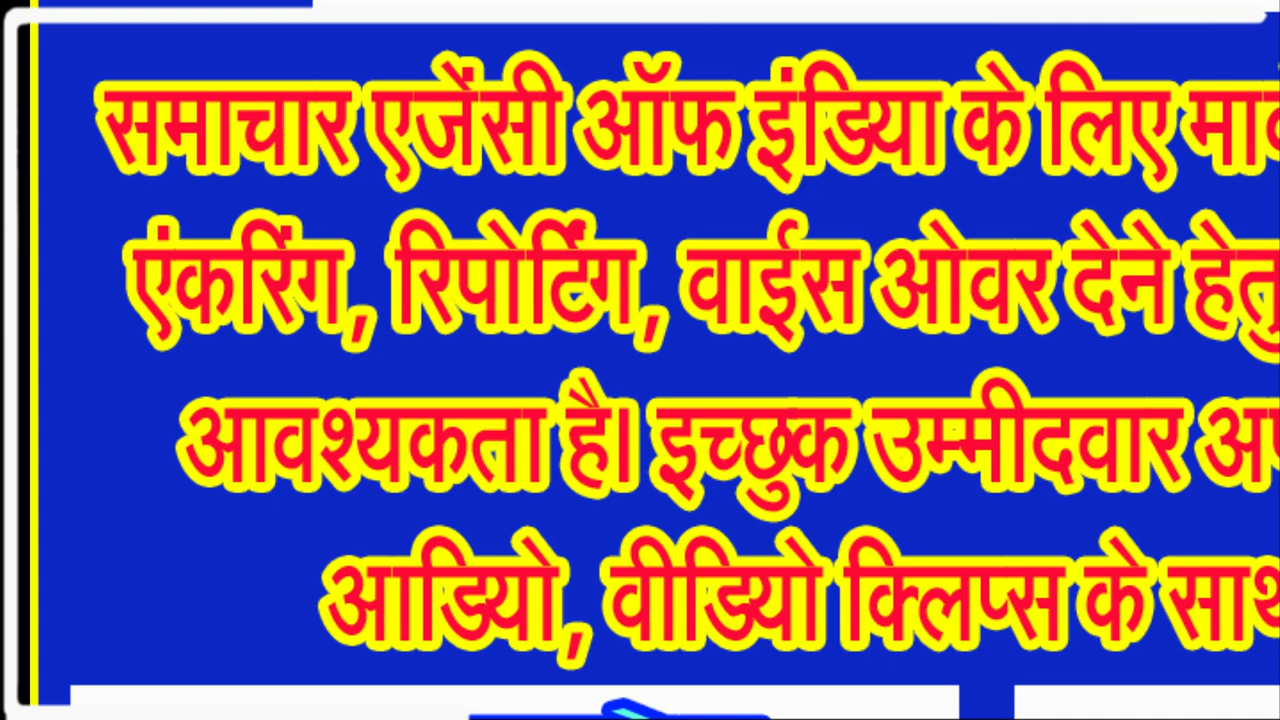 समाचार एजेंसी ऑफ इंडिया के लिए
एंकरिंग, रिपोर्टिंग, वाईस ओवर देने हेतु
आवश्यकता है। इच्छुक उम्मीदवार
आडियो, वीडियो क्लिप्स के साथ